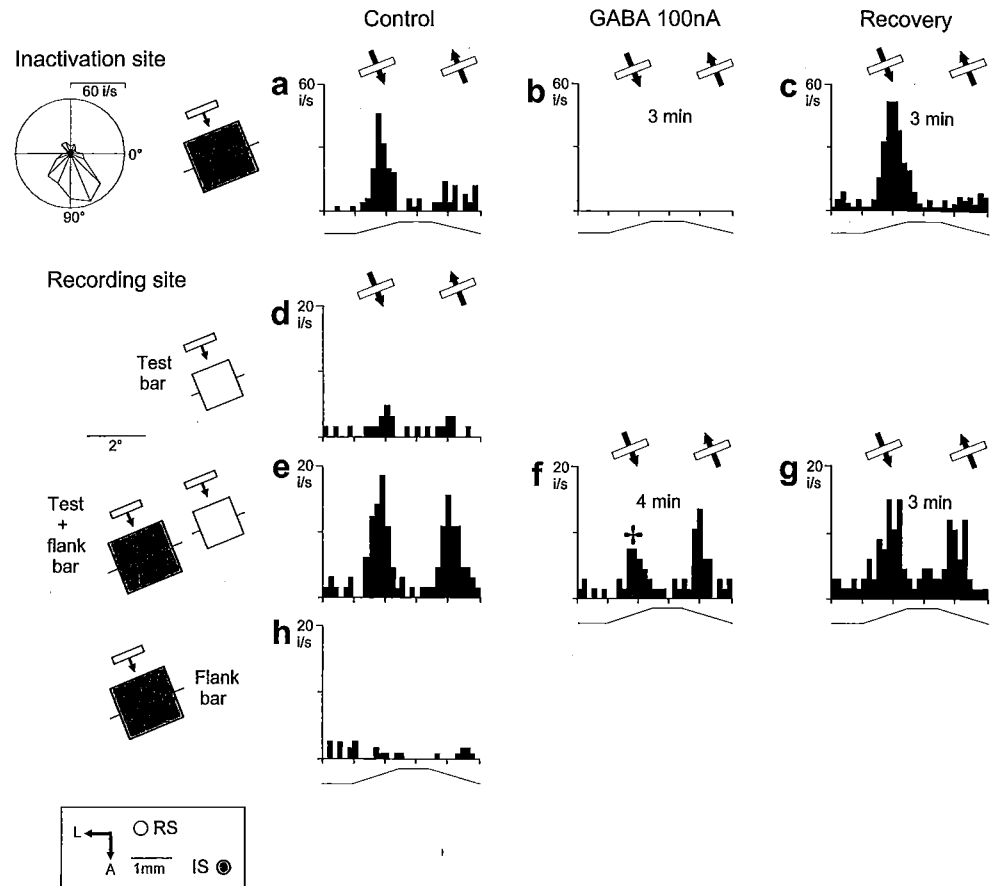 Control
GABA 100nA
Recovery
Inactivation site
60 i/s
0°
90°
a
60
i/s
b
60
i/s
3 min
c
60
i/s
3 min
Recording site
d
20
i/s
Test
bar
2°
e
20
i/s
Test
+
flank
bar
f
20
i/s
4 min
g
20
i/s
3 min
h
20
i/s
Flank
bar
L
RS
A
1mm
IS